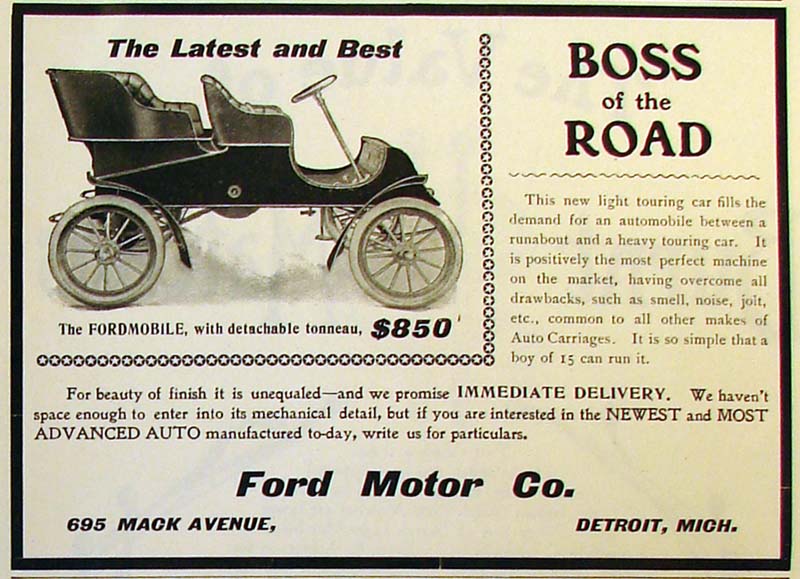 The Latest and Best
The FORDMOBILE, with detachable tonneau, $850
BOSS
of the
ROAD
This new light touring car fills the
demand for an automobile between a
runabout and a heavy touring car. It
is positively the most perfect machine
on the market, having overcome all
drawbacks, such as smell, noise, jolt,
etc., common to all other makes of
Auto Carriages. It is so simple that a
boy of 15 can run it.
For beauty of finish it is unequaled—and we promise IMMEDIATE DELIVERY. We haven't
space enough to enter into its mechanical detail, but if you are interested in the NEWEST and MOST
ADVANCED AUTO manufactured to-day, write us for particulars.
Ford Motor Co.
695 MACK AVENUE,
DETROIT, MICH.